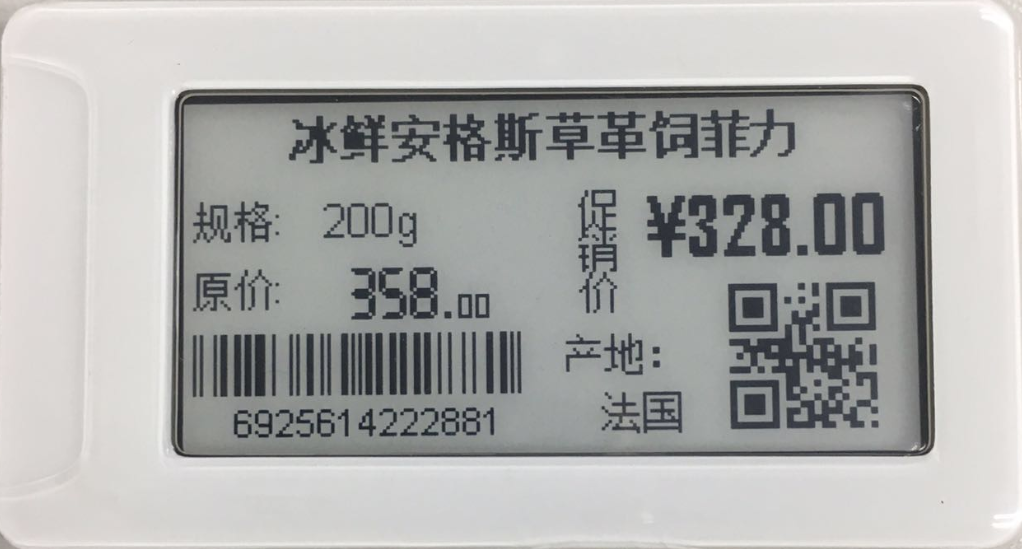 冰鲜安格斯草革饲菲力
规格: 200g
原价: 358.00
6925614222881
促销价 ¥328.00
产地:
法国